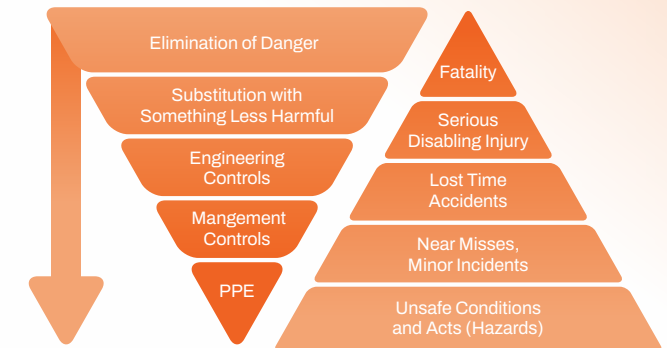 Elimination of Danger
Substitution with
Something Less Harmful
Engineering
Controls
Mangement
Controls
PPE
Fatality
Serious
Disabling Injury
Lost Time
Accidents
Near Misses,
Minor Incidents
Unsafe Conditions
and Acts (Hazards)